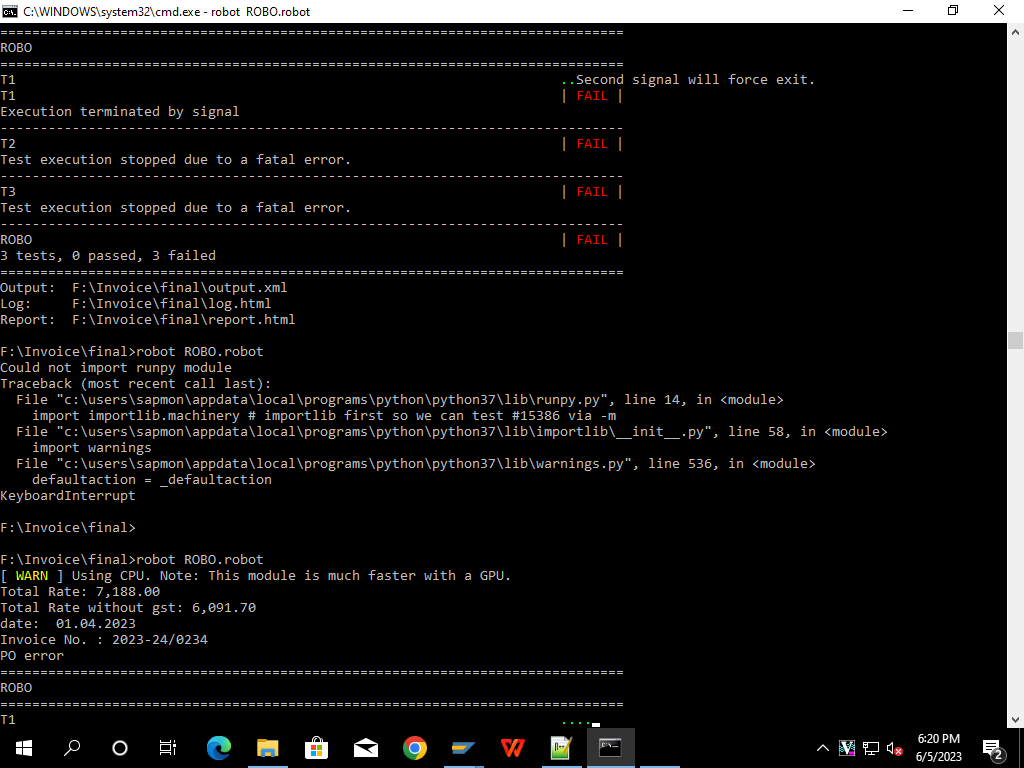 C:\WINDOWS\system32\cmd.exe - robot  ROBO.robot
==============================================================================
ROBO
==============================================================================
T1                                                                    ..Second signal will force exit.
T1                                                                    | FAIL |
Execution terminated by signal
------------------------------------------------------------------------------
T2                                                                    | FAIL |
Test execution stopped due to a fatal error.
------------------------------------------------------------------------------
T3                                                                    | FAIL |
Test execution stopped due to a fatal error.
------------------------------------------------------------------------------
ROBO                                                                  | FAIL |
3 tests, 0 passed, 3 failed
==============================================================================
Output:  F:\Invoice\final\output.xml
Log:     F:\Invoice\final\log.html
Report:  F:\Invoice\final\report.html
F:\Invoice\final>robot ROBO.robot
Could not import runpy module
Traceback (most recent call last):
  File "c:\users\sapmon\appdata\local\programs\python\python37\lib\runpy.py", line 14, in <module>
    import importlib.machinery # importlib first so we can test #15386 via -m
  File "c:\users\sapmon\appdata\local\programs\python\python37\lib\importlib\__init__.py", line 58, in <module>
    import warnings
  File "c:\users\sapmon\appdata\local\programs\python\python37\lib\warnings.py", line 536, in <module>
    defaultaction = _defaultaction
KeyboardInterrupt
F:\Invoice\final>
F:\Invoice\final>robot ROBO.robot
[ WARN ] Using CPU. Note: This module is much faster with a GPU.
Total Rate: 7,188.00
Total Rate without gst: 6,091.70
date:  01.04.2023
Invoice No. : 2023-24/0234
PO error
==============================================================================
ROBO
==============================================================================
T1                                                                    ....
6:20 PM
6/5/2023
2